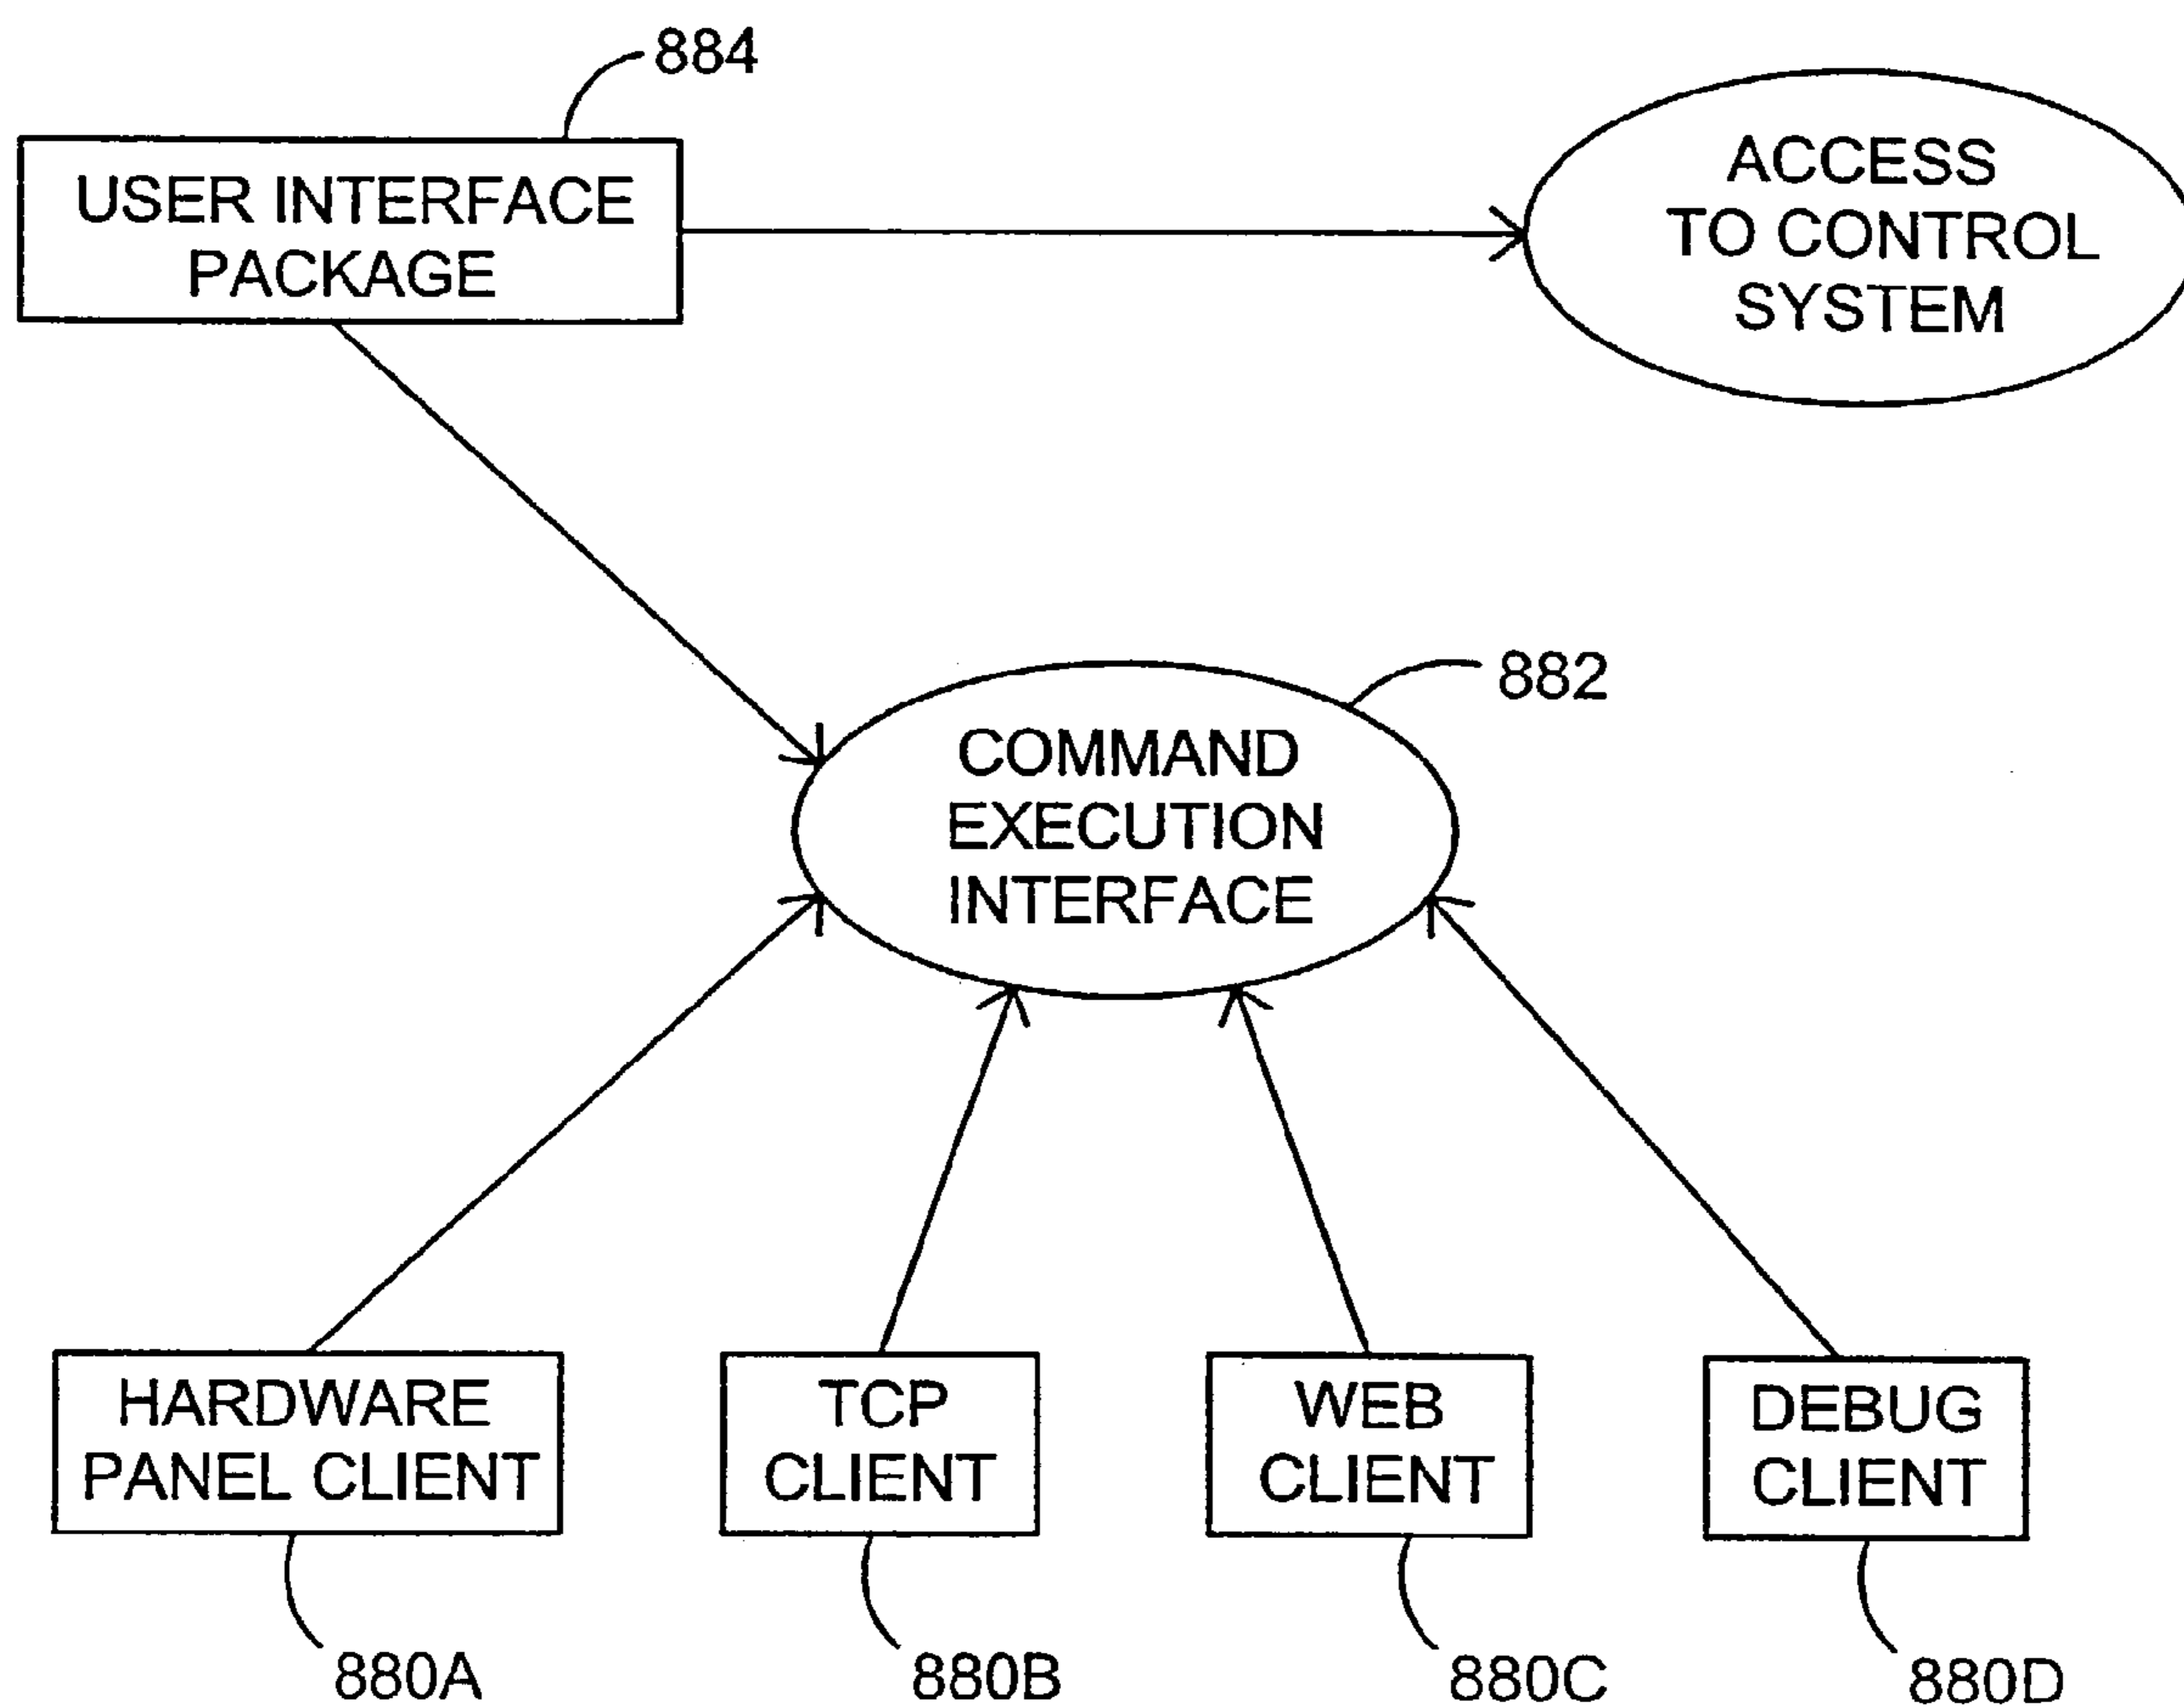 884
USER INTERFACE
PACKAGE
ACCESS
TO CONTROL
SYSTEM
882
COMMAND
EXECUTION
INTERFACE
HARDWARE
PANEL CLIENT
TCP
CLIENT
WEB
CLIENT
DEBUG
CLIENT
880A
880B
880C
880D